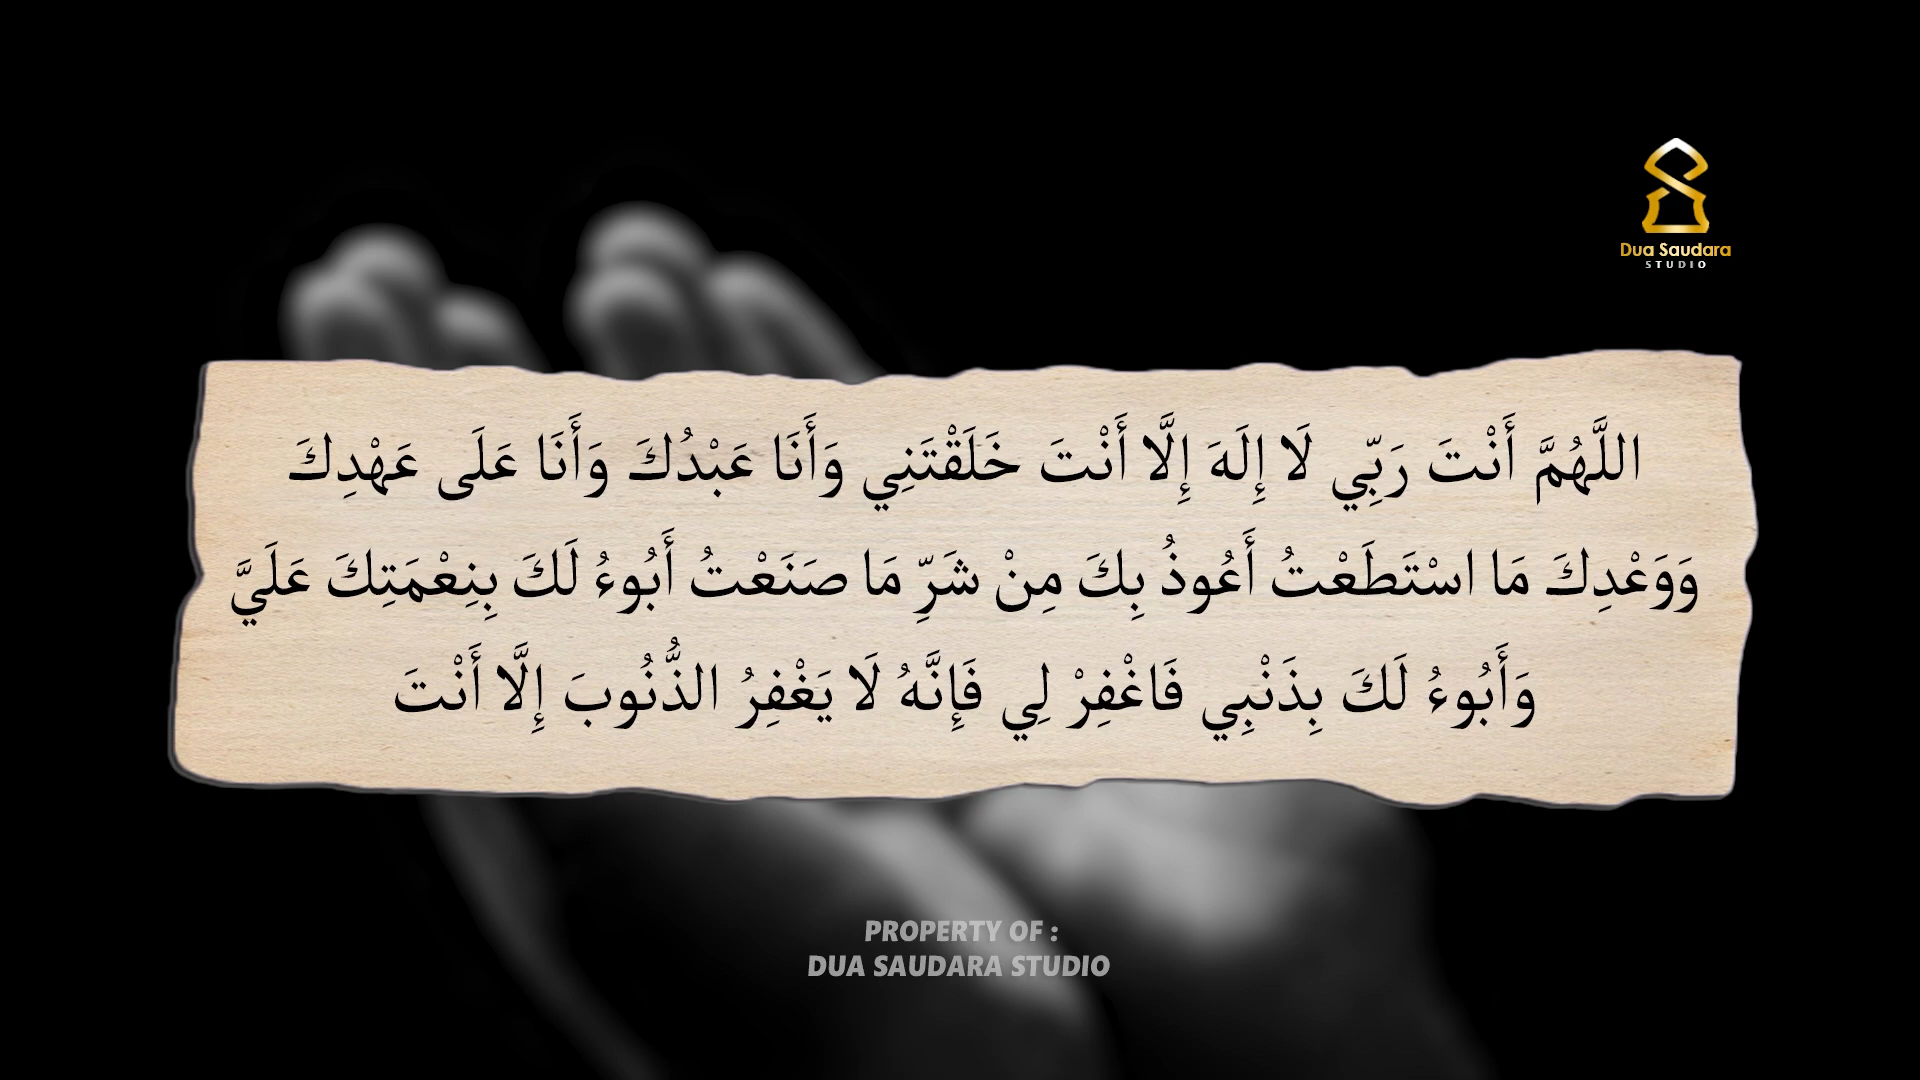 Dua Saudara
STUDIO
اللَّهُمَّ أَنْتَ رَبِّي لَا إِلَهَ إِلَّا أَنْتَ خَلَقْتَنِي وَأَنَا عَبْدُكَ وَأَنَا عَلَى عَهْدِكَ
وَوَعْدِكَ مَا اسْتَطَعْتُ أَعُوذُ بِكَ مِنْ شَرِّ مَا صَنَعْتُ أَبُوءُ لَكَ بِنِعْمَتِكَ عَلَيَّ
وَأَبُوءُ لَكَ بِذَنْبِي فَاغْفِرْ لِي فَإِنَّهُ لَا يَغْفِرُ الذُّنُوبَ إِلَّا أَنْتَ
PROPERTY OF :
DUA SAUDARA STUDIO